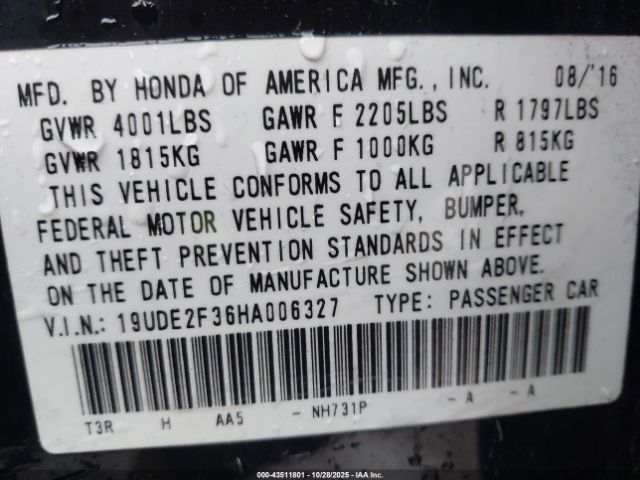 MFD. BY HONDA OF AMERICA MFG., INC. 08/'16
GVWR 4001LBS GAWR F 2205LBS R 1797LBS
GVWR 1815KG GAWR F 1000KG R 815KG
THIS VEHICLE CONFORMS TO ALL APPLICABLE
FEDERAL MOTOR VEHICLE SAFETY, BUMPER,
AND THEFT PREVENTION STANDARDS IN EFFECT
ON THE DATE OF MANUFACTURE SHOWN ABOVE.
V.I.N.: 19UDE2F36HA006327 TYPE: PASSENGER CAR
T3R H AA5 - NH731P - A - A
000-43511801 | 10/28/2025 | IAA, Inc.